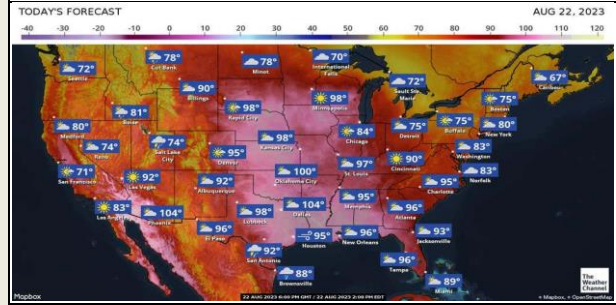 TODAY'S FORECAST
AUG 22, 2023
-40 -30 -20 -10 0 10 20 30 40 50 60 70 80 90 100 110 120
72° Seattle
78° Cut Bank
78° Minot
70° International Falls
72° Sault Ste. Marie
67° Caribou
90° Billings
98° Rapid City
98° Minneapolis
75° Boston
81° Boise
80° Medford
75° Detroit
75° Buffalo
80° New York
74° Reno
74° Salt Lake City
95° Denver
98° Kansas City
84° Chicago
83° Washington
71° San Francisco
92° Las Vegas
92° Albuquerque
100° Oklahoma City
97° St. Louis
90° Cincinnati
83° Norfolk
95° Charlotte
83° Los Angeles
104° Phoenix
96° El Paso
98° Lubbock
104° Dallas
95° Memphis
96° Atlanta
92° San Antonio
95° Houston
96° New Orleans
93° Jacksonville
88° Brownsville
96° Tampa
89° Miami
The
Weather
Channel
Mapbox
22 AUG 2023 6:00 PM GMT / 22 AUG 2023 2:00 PM EDT